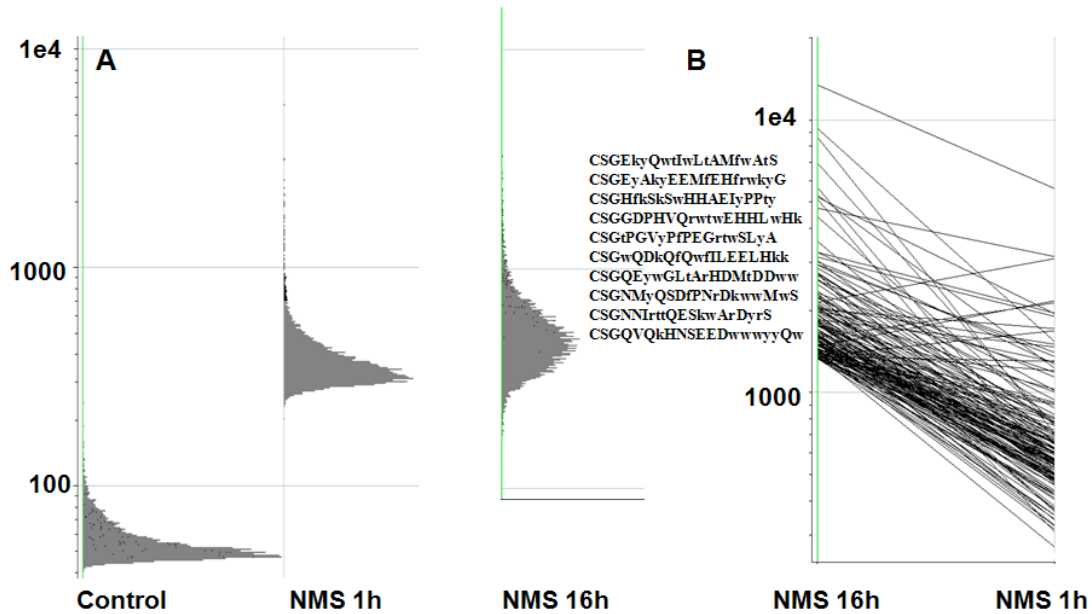 A
B
1e4
1000
100
CSGEkyQwtIwLtAMfwAtS
CSGEyAkyEEMfEHfrwkyG
CSGHfkSkSwHHAEIyPPty
CSGGDPHVQrwtwEHHLwHk
CSGtPGVyPfPEGrtwSLyA
CSGwQDkQfQwfILEELHkk
CSGQEywGLtArHDMtDDww
CSGNMyQSDfPNrDkwwMwS
CSGNNIrttQESkwArDyrS
CSGQVQkHNSEEDwwwyyQw
1e4
1000
Control
NMS 1h
NMS 16h
NMS 16h
NMS 1h